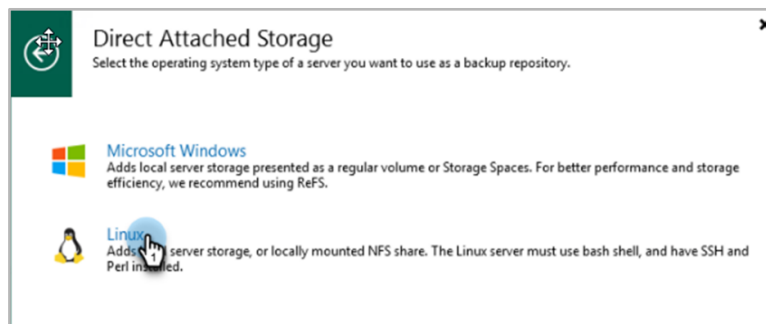 Direct Attached Storage
Select the operating system type of a server you want to use as a backup repository.
Microsoft Windows
Adds local server storage presented as a regular volume or Storage Spaces. For better performance and storage
efficiency, we recommend using ReFS.
Linux
Adds server storage, or locally mounted NFS share. The Linux server must use bash shell, and have SSH and
Perl installed.
1